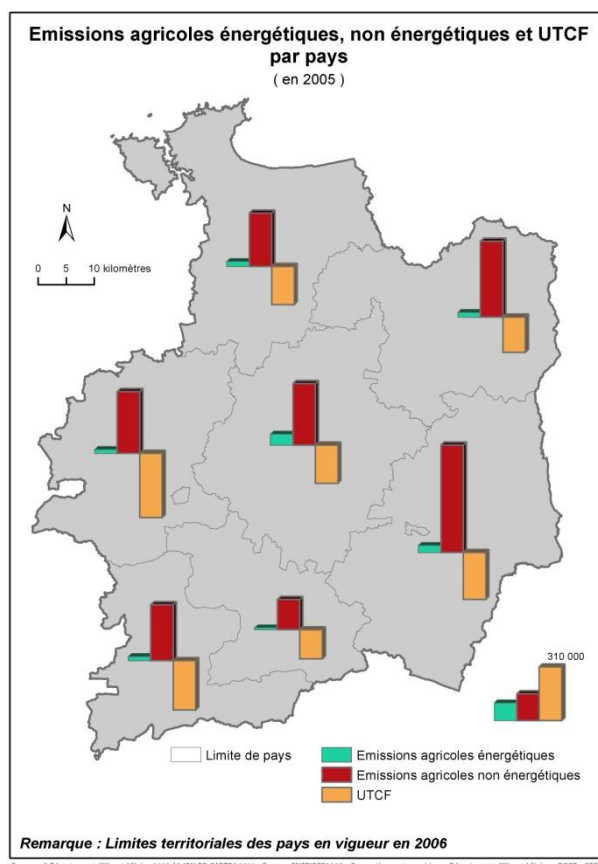 Emissions agricoles énergétiques, non énergétiques et UTCF
par pays
( en 2005 )
N
0 5 10 kilomètres
310 000
Limite de pays
Emissions agricoles énergétiques
Emissions agricoles non énergétiques
UTCF
Remarque : Limites territoriales des pays en vigueur en 2006